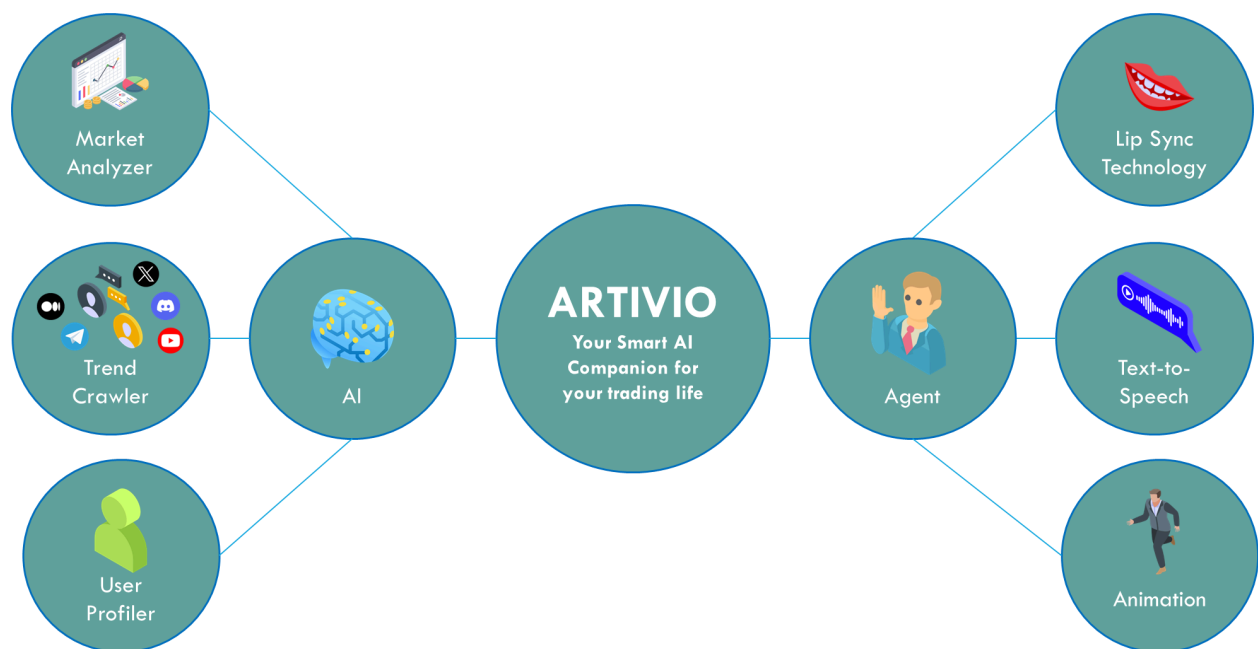 Market
Analyzer
Trend
Crawler
User
Profiler
AI
ARTIVIO
Your Smart AI
Companion for
your trading life
Agent
Lip Sync
Technology
Text-to-
Speech
Animation